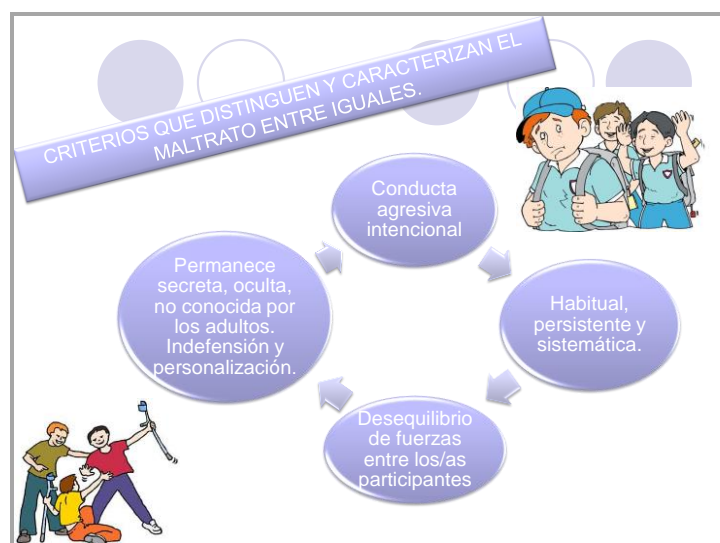 CRITERIOS QUE DISTINGUEN Y CARACTERIZAN EL
MALTRATO ENTRE IGUALES.
Conducta
agresiva
intencional
Habitual,
persistente y
sistemática.
Desequilibrio
de fuerzas
entre los/as
participantes
Permanece
secreta, oculta,
no conocida por
los adultos.
Indefensión y
personalización.